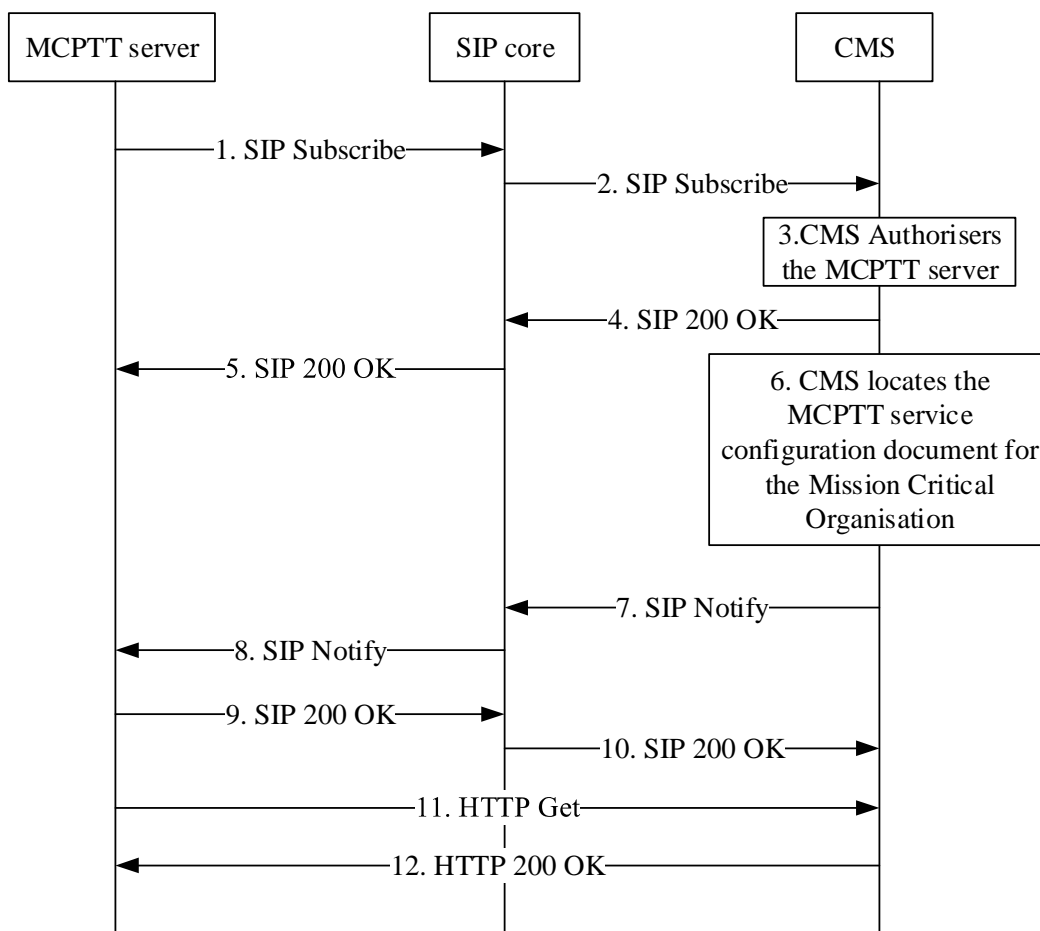 MCPTT server
SIP core
CMS
1. SIP Subscribe
2. SIP Subscribe
3.CMS Authorisers
the MCPTT server
4. SIP 200 OK
5. SIP 200 OK
6. CMS locates the
MCPTT service
configuration document for
the Mission Critical
Organisation
7. SIP Notify
8. SIP Notify
9. SIP 200 OK
10. SIP 200 OK
11. HTTP Get
12. HTTP 200 OK